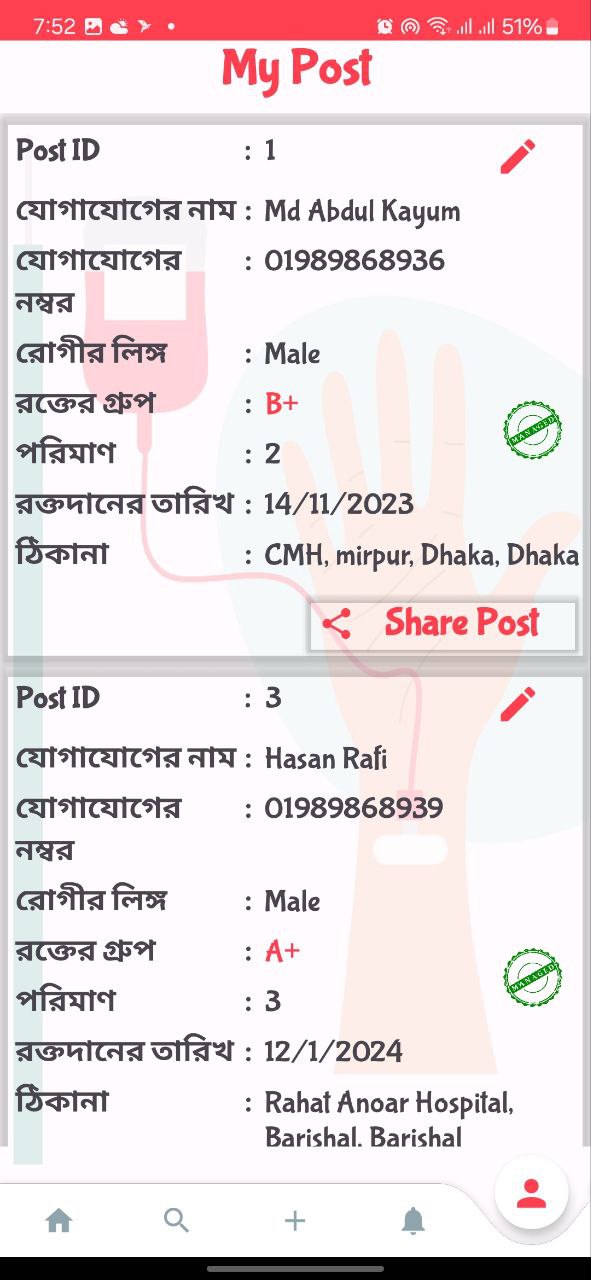 7:52 51%
My Post
Post ID : 1
যোগাযোগের নাম : Md Abdul Kayum
যোগাযোগের : 01989868936
নম্বর
রোগীর লিঙ্গ : Male
রক্তের গ্রুপ : B+
MANAGED
পরিমাণ : 2
রক্তদানের তারিখ : 14/11/2023
ঠিকানা : CMH, mirpur, Dhaka, Dhaka
Share Post
Post ID : 3
যোগাযোগের নাম : Hasan Rafi
যোগাযোগের : 01989868939
নম্বর
রোগীর লিঙ্গ : Male
রক্তের গ্রুপ : A+
MANAGED
পরিমাণ : 3
রক্তদানের তারিখ : 12/1/2024
ঠিকানা : Rahat Anoar Hospital,
Barishal, Barishal